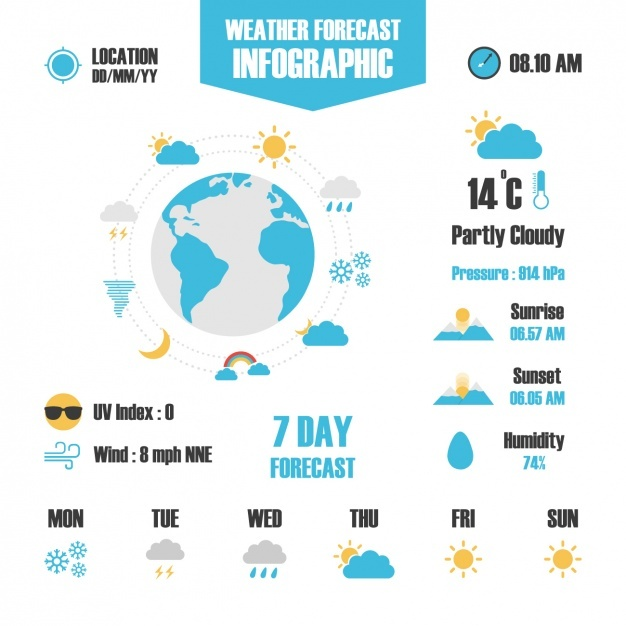 WEATHER FORECAST
INFOGRAPHIC
LOCATION
DD/MM/YY
08.10 AM
14°C
Partly Cloudy
Pressure : 914 hPa
Sunrise
06.57 AM
Sunset
06.05 AM
Humidity
74%
UV Index : 0
Wind : 8 mph NNE
7 DAY
FORECAST
MON TUE WED THU FRI SUN